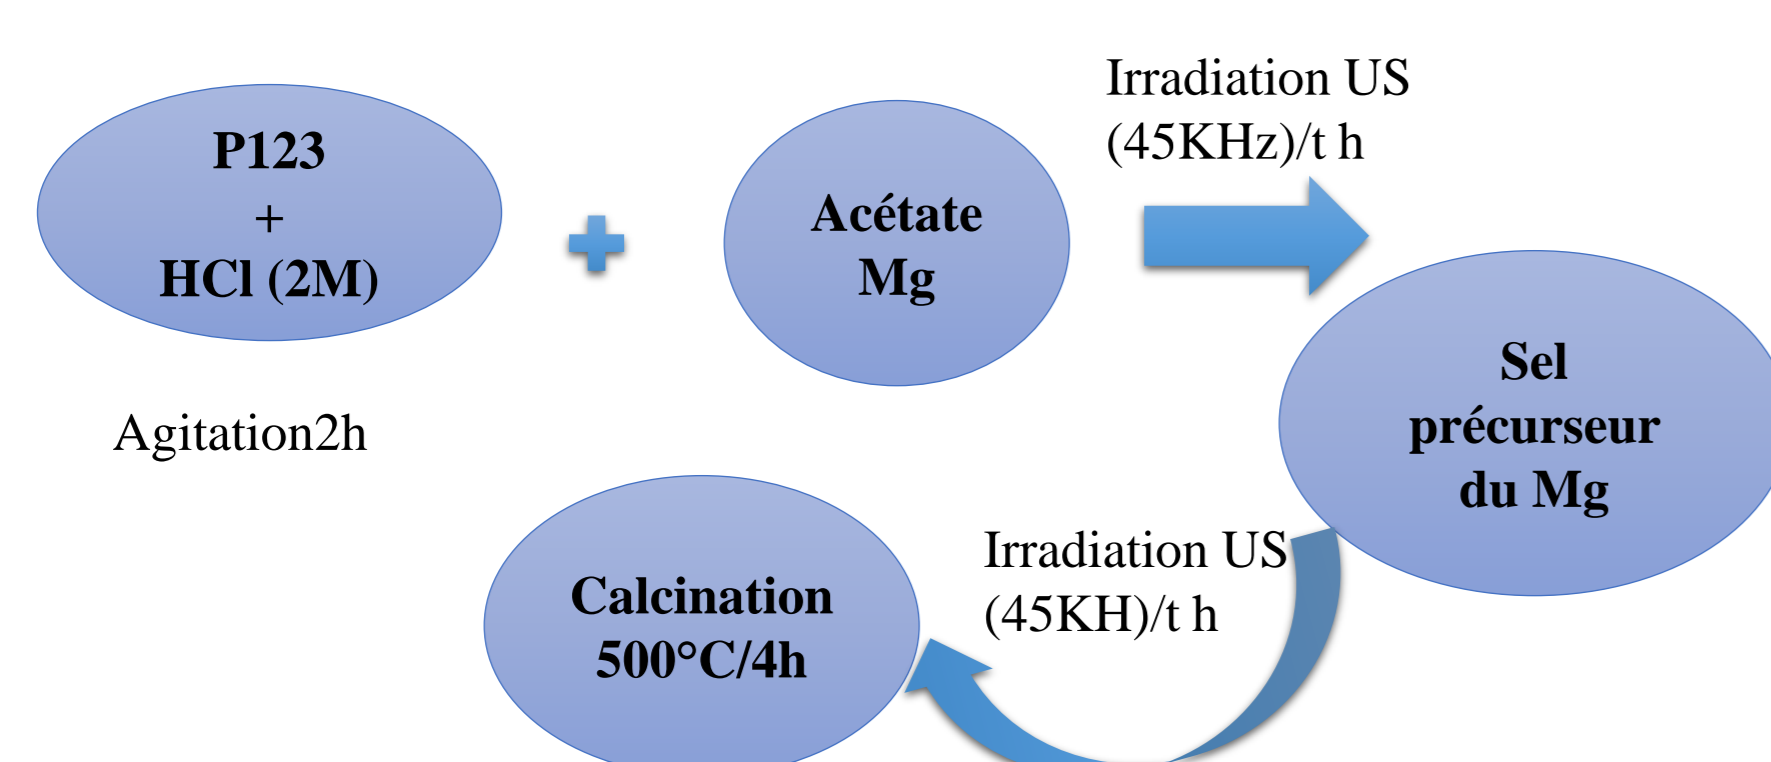 P123
+
HCl (2M)
Acétate
Mg
Irradiation US
(45KHz)/t h
Sel
précurseur
du Mg
Agitation2h
Irradiation US
(45KH)/t h
Calcination
500°C/4h